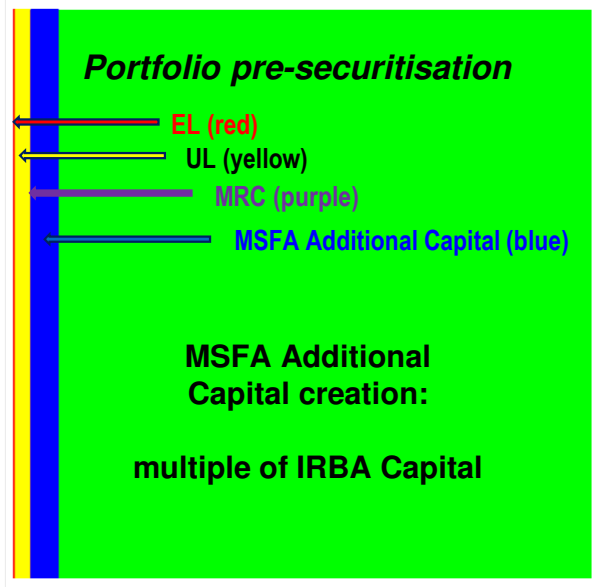 Portfolio pre-securitisation
EL (red)
UL (yellow)
MRC (purple)
MSFA Additional Capital (blue)
MSFA Additional
Capital creation:
multiple of IRBA Capital